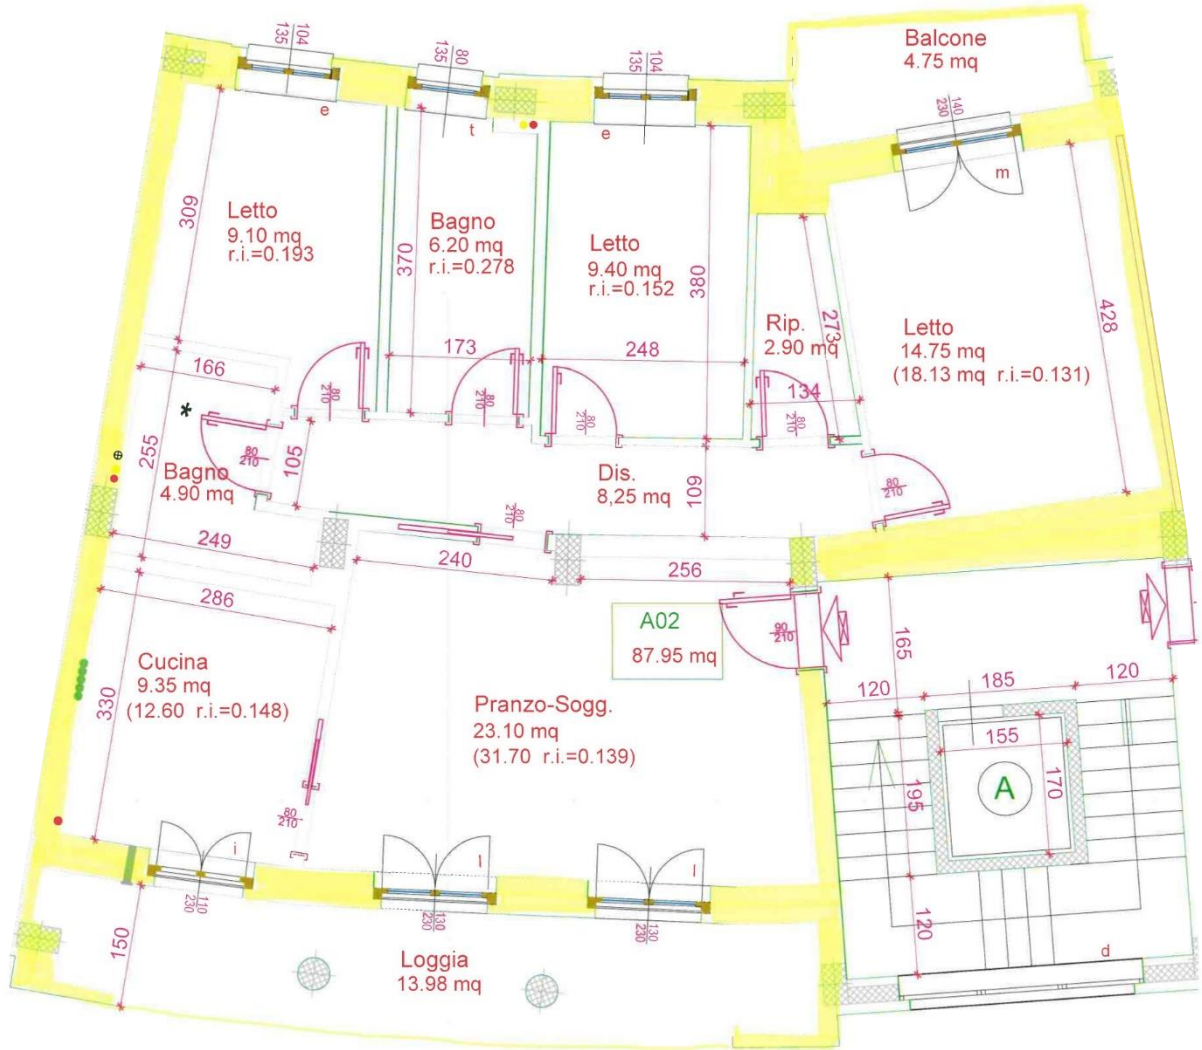 104
135
80
135
104
135
Balcone
4.75 mq
140
230
e
t
e
m
309
Letto
9.10 mq
r.i.=0.193
370
Bagno
6.20 mq
r.i.=0.278
Letto
9.40 mq
r.i.=0.152
380
Rip.
2.90 mq
273
Letto
14.75 mq
(18.13 mq r.i.=0.131)
428
166
173
248
134
80
210
80
210
80
210
80
210
*
255
80
210
105
Bagno
4.90 mq
Dis.
8,25 mq
109
80
210
80
210
249
240
256
286
A02
87.95 mq
90
210
165
Cucina
9.35 mq
(12.60 r.i.=0.148)
330
Pranzo-Sogg.
23.10 mq
(31.70 r.i.=0.139)
120
185
120
155
195
170
A
80
210
i
l
l
110
230
130
230
130
230
120
150
Loggia
13.98 mq
d